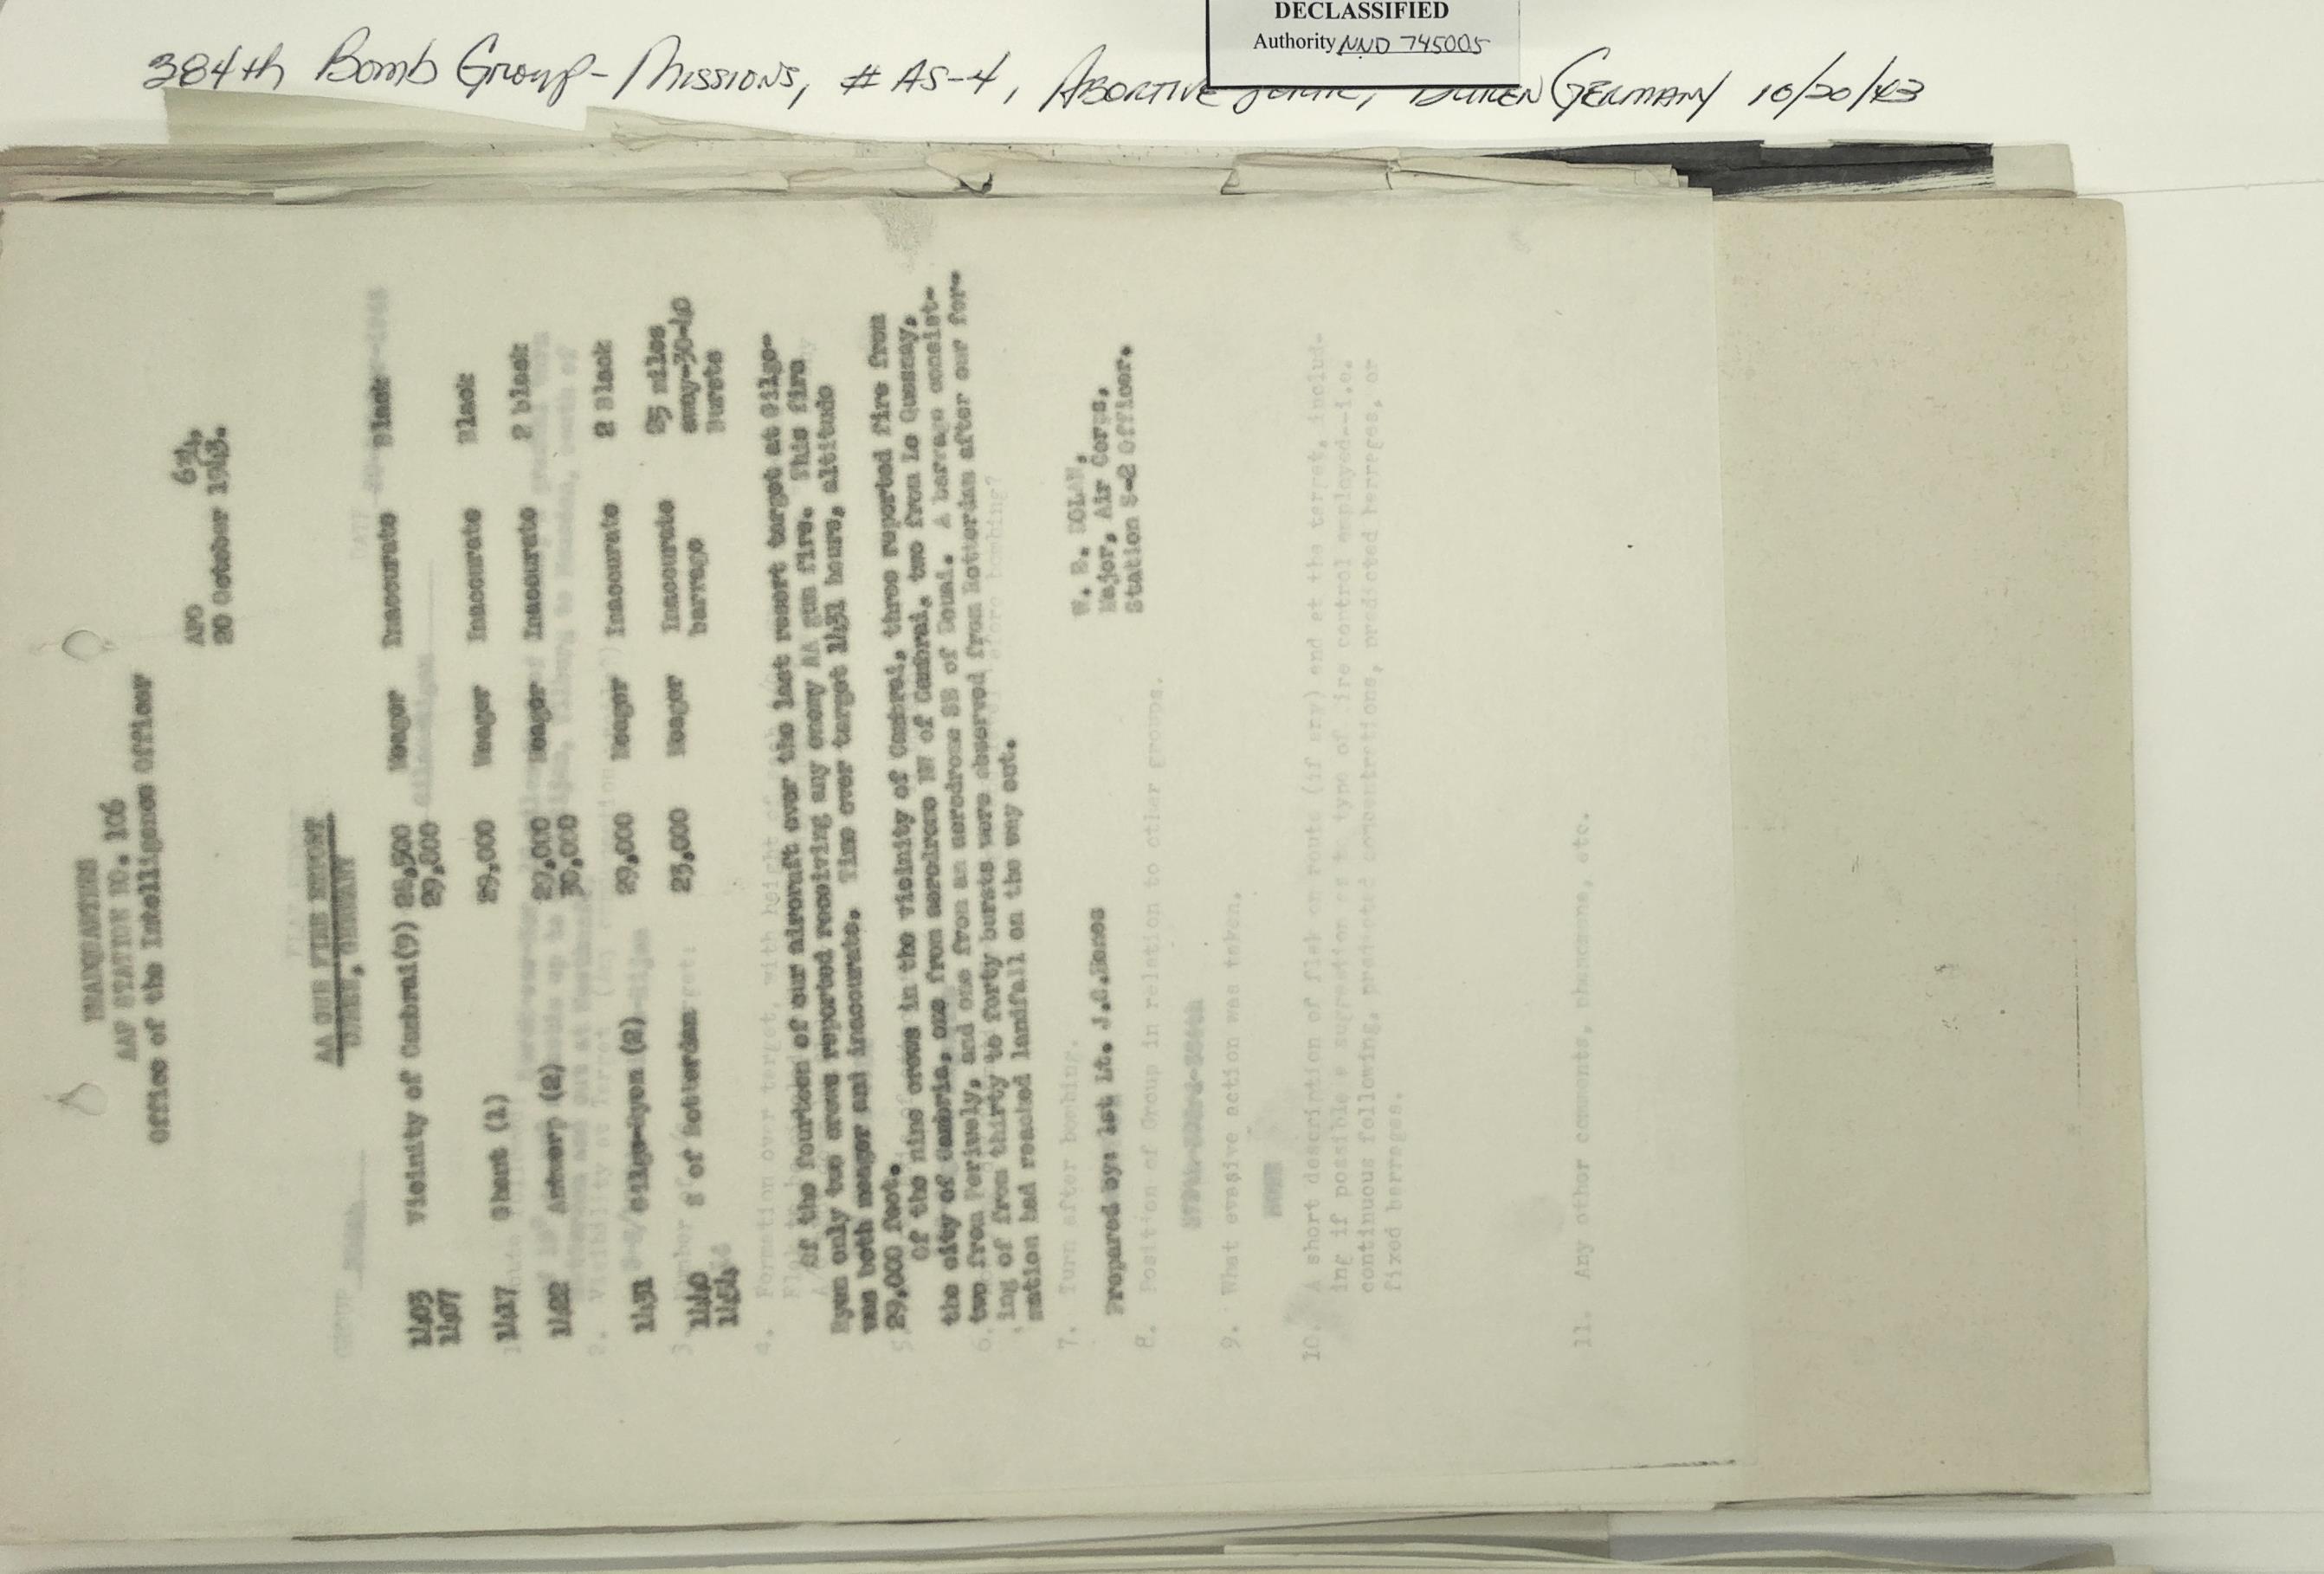 DECLASSIFIED
Authority NND 745005
384th Bomb Group - Missions, # AS-4, Abortive Germany 10/20/43
HEADQUARTERS
AAF STATION NO. 106
Office of the Intelligence Officer
APO 634,
20 October 1943.
AA GUN FIRE REPORT
GERMANY
1403 Vicinity of Cambrai(9) 28,500 Meager Inaccurate Black
1407 29,000
1417 Ghent (1) 29,000 Meager Inaccurate Black
1422 Antwerp (2) 29,000 Meager Inaccurate 2 black
30,000
1431 Gilge-Ryen (2) 29,000 Meager Inaccurate 2 Black
1440 S of Rotterdam 23,000 Meager Inaccurate 25 miles
1454 barrage away-30-40
Bursts
Of the fourteen of our aircraft over the last resort target at Gilge-
Ryen only two crews reported receiving any enemy AA gun fire. This fire
was both meager and inaccurate. Time over target 1431 hours, altitude
29,000 feet.
Of the nine crews in the vicinity of Cambrai, three reported fire from
the city of Cambria, one from aerodrome NW of Cambrai, two from Le Quesnay,
two from Ferively, and one from an aerodrome SE of Douai. A barrage consist-
ing of from thirty to forty bursts were observed from Rotterdam after our for-
mation had reached landfall on the way out.
W. E. DOLAN,
Major, Air Corps,
Station S-2 Officer.
Prepared by: 1st Lt. J.C.
4. Formation over target, with height of
7. Turn after bombing.
8. Position of Group in relation to other groups.
9. What evasive action was taken.
10. A short description of flak en route (if any) and at the target, includ-
ing if possible a suggestion as to type of fire control employed--i.e.
continuous following, predicted concentrations, predicted barrages, or
fixed barrages.
11. Any other comments, phenomena, etc.